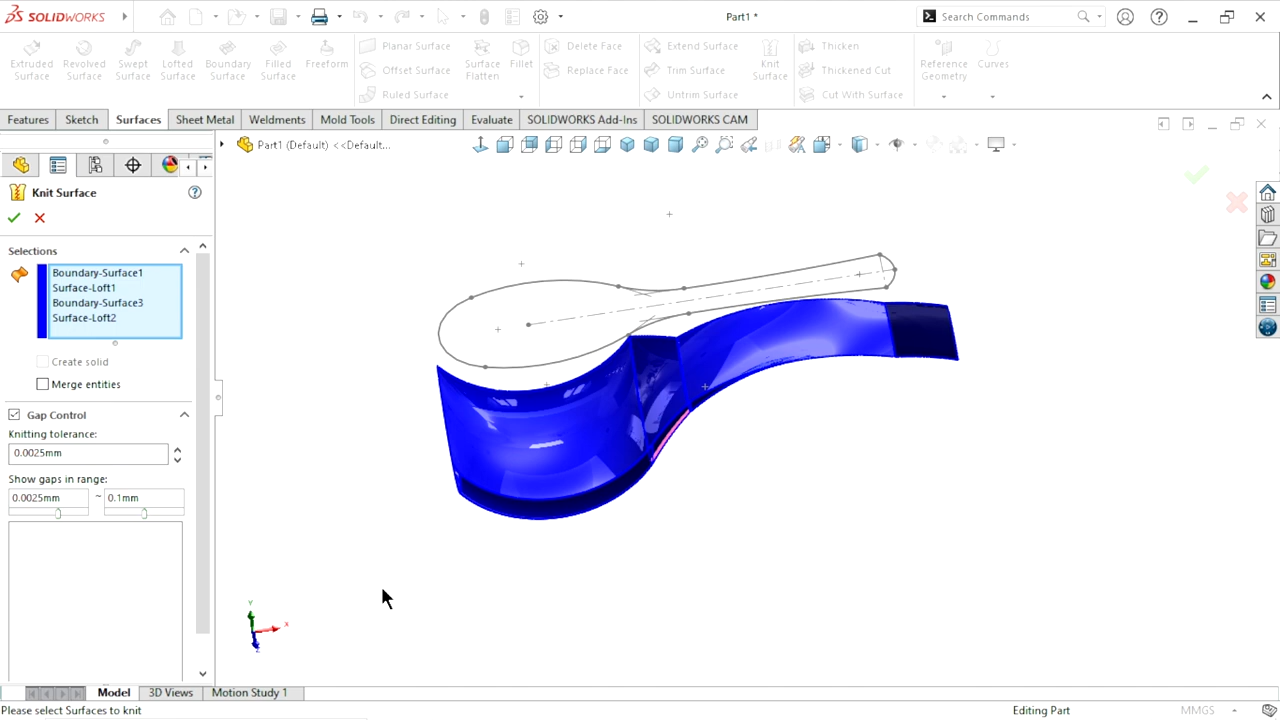 SOLIDWORKS
Part1 *
Search Commands
Extruded Surface
Revolved Surface
Swept Surface
Lofted Surface
Boundary Surface
Filled Surface
Freeform
Planar Surface
Offset Surface
Ruled Surface
Surface Flatten
Fillet
Delete Face
Replace Face
Extend Surface
Trim Surface
Untrim Surface
Knit Surface
Thicken
Thickened Cut
Cut With Surface
Reference Geometry
Curves
Features
Sketch
Surfaces
Sheet Metal
Weldments
Mold Tools
Direct Editing
Evaluate
SOLIDWORKS Add-Ins
SOLIDWORKS CAM
Part1 (Default) <<Default...
Knit Surface
Selections
Boundary-Surface1
Surface-Loft1
Boundary-Surface3
Surface-Loft2
Create solid
Merge entities
Gap Control
Knitting tolerance:
0.0025mm
Show gaps in range:
0.0025mm ~ 0.1mm
Y
X
Z
Model
3D Views
Motion Study 1
Please select Surfaces to knit
Editing Part
MMGS